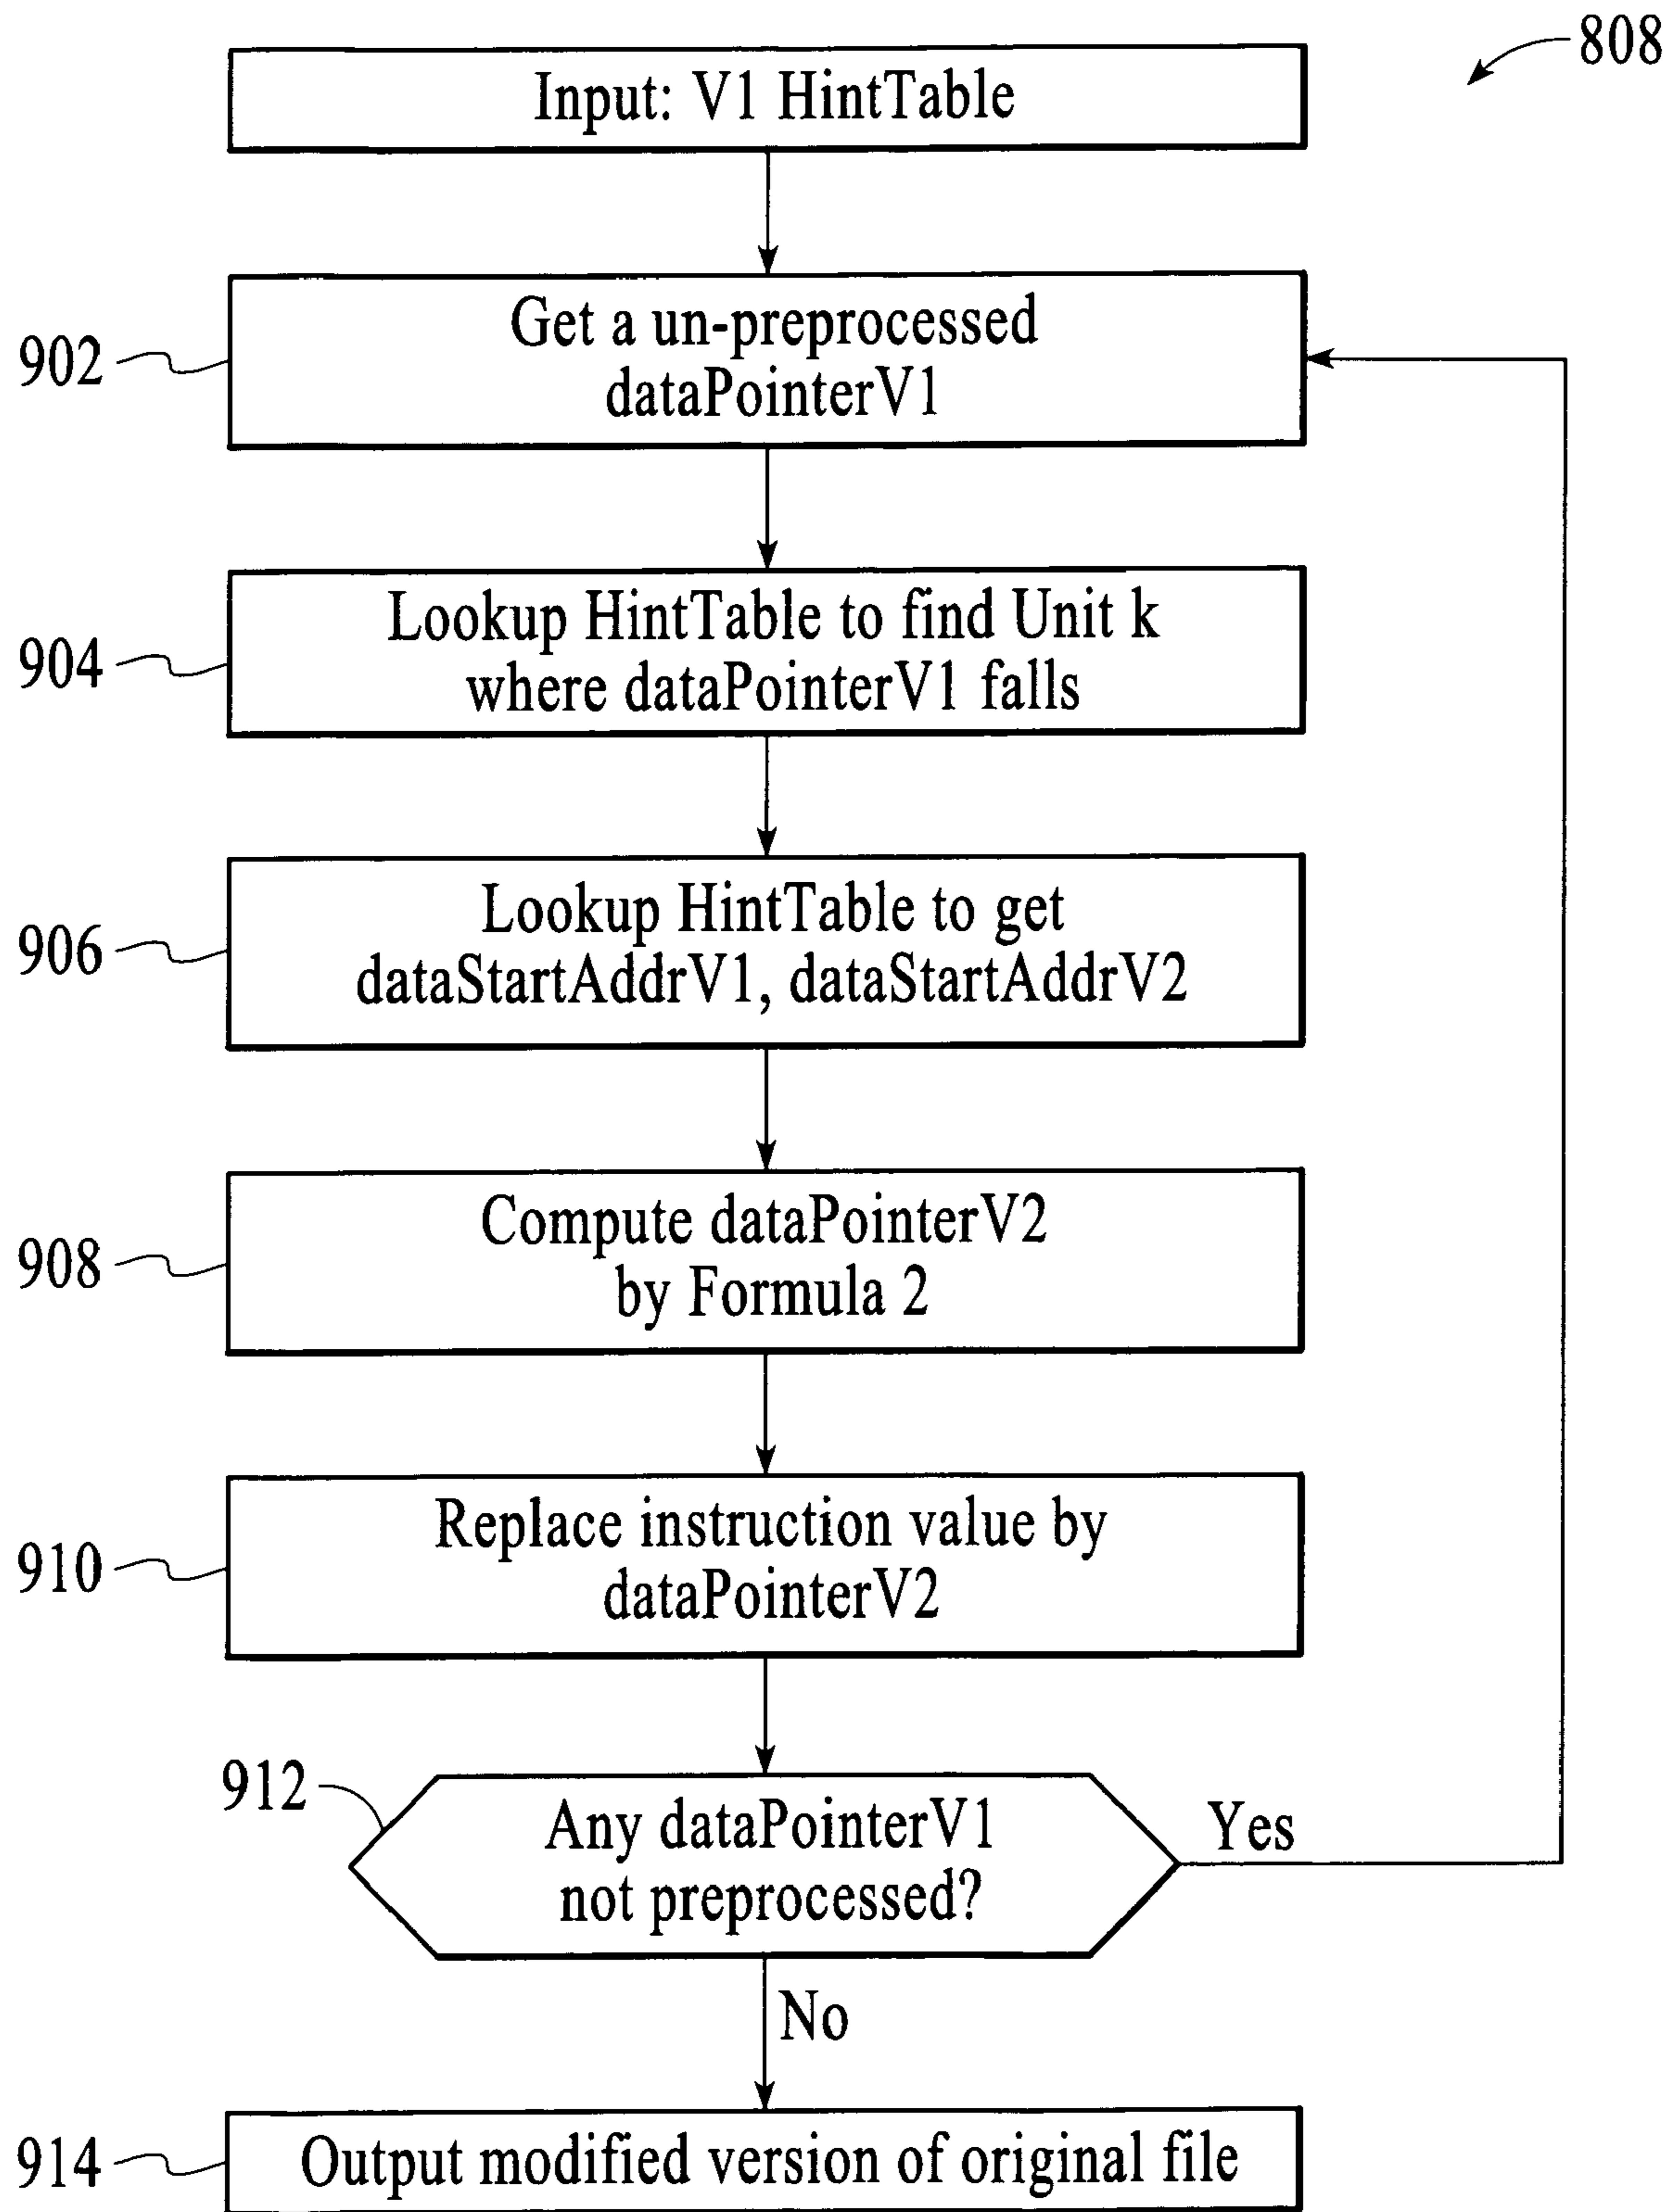 808
Input: V1 HintTable
902
Get a un-preprocessed
dataPointerV1
904
Lookup HintTable to find Unit k
where dataPointerV1 falls
906
Lookup HintTable to get
dataStartAddrV1, dataStartAddrV2
908
Compute dataPointerV2
by Formula 2
910
Replace instruction value by
dataPointerV2
912
Any dataPointerV1
not preprocessed?
Yes
No
914
Output modified version of original file